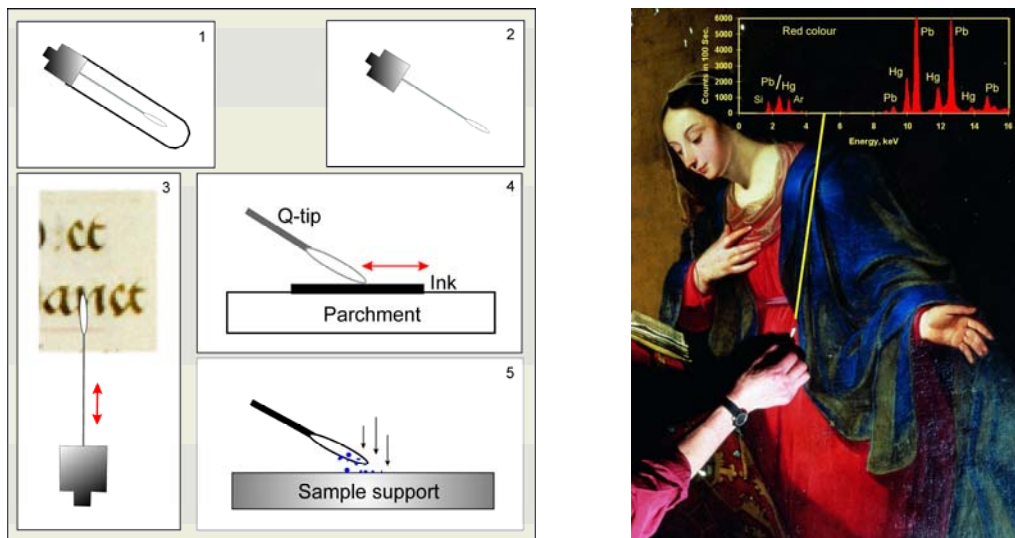 1
2
3
ɔ.ct
anct
4
Q-tip
Ink
Parchment
5
Sample support
Red colour
Counts in 100 Sec.
6000
5000
4000
3000
2000
1000
0
Si
Pb/Hg
Ar
Pb
Hg
Pb
Hg
Pb
Hg
Pb
0 2 4 6 8 10 12 14 16
Energy, keV